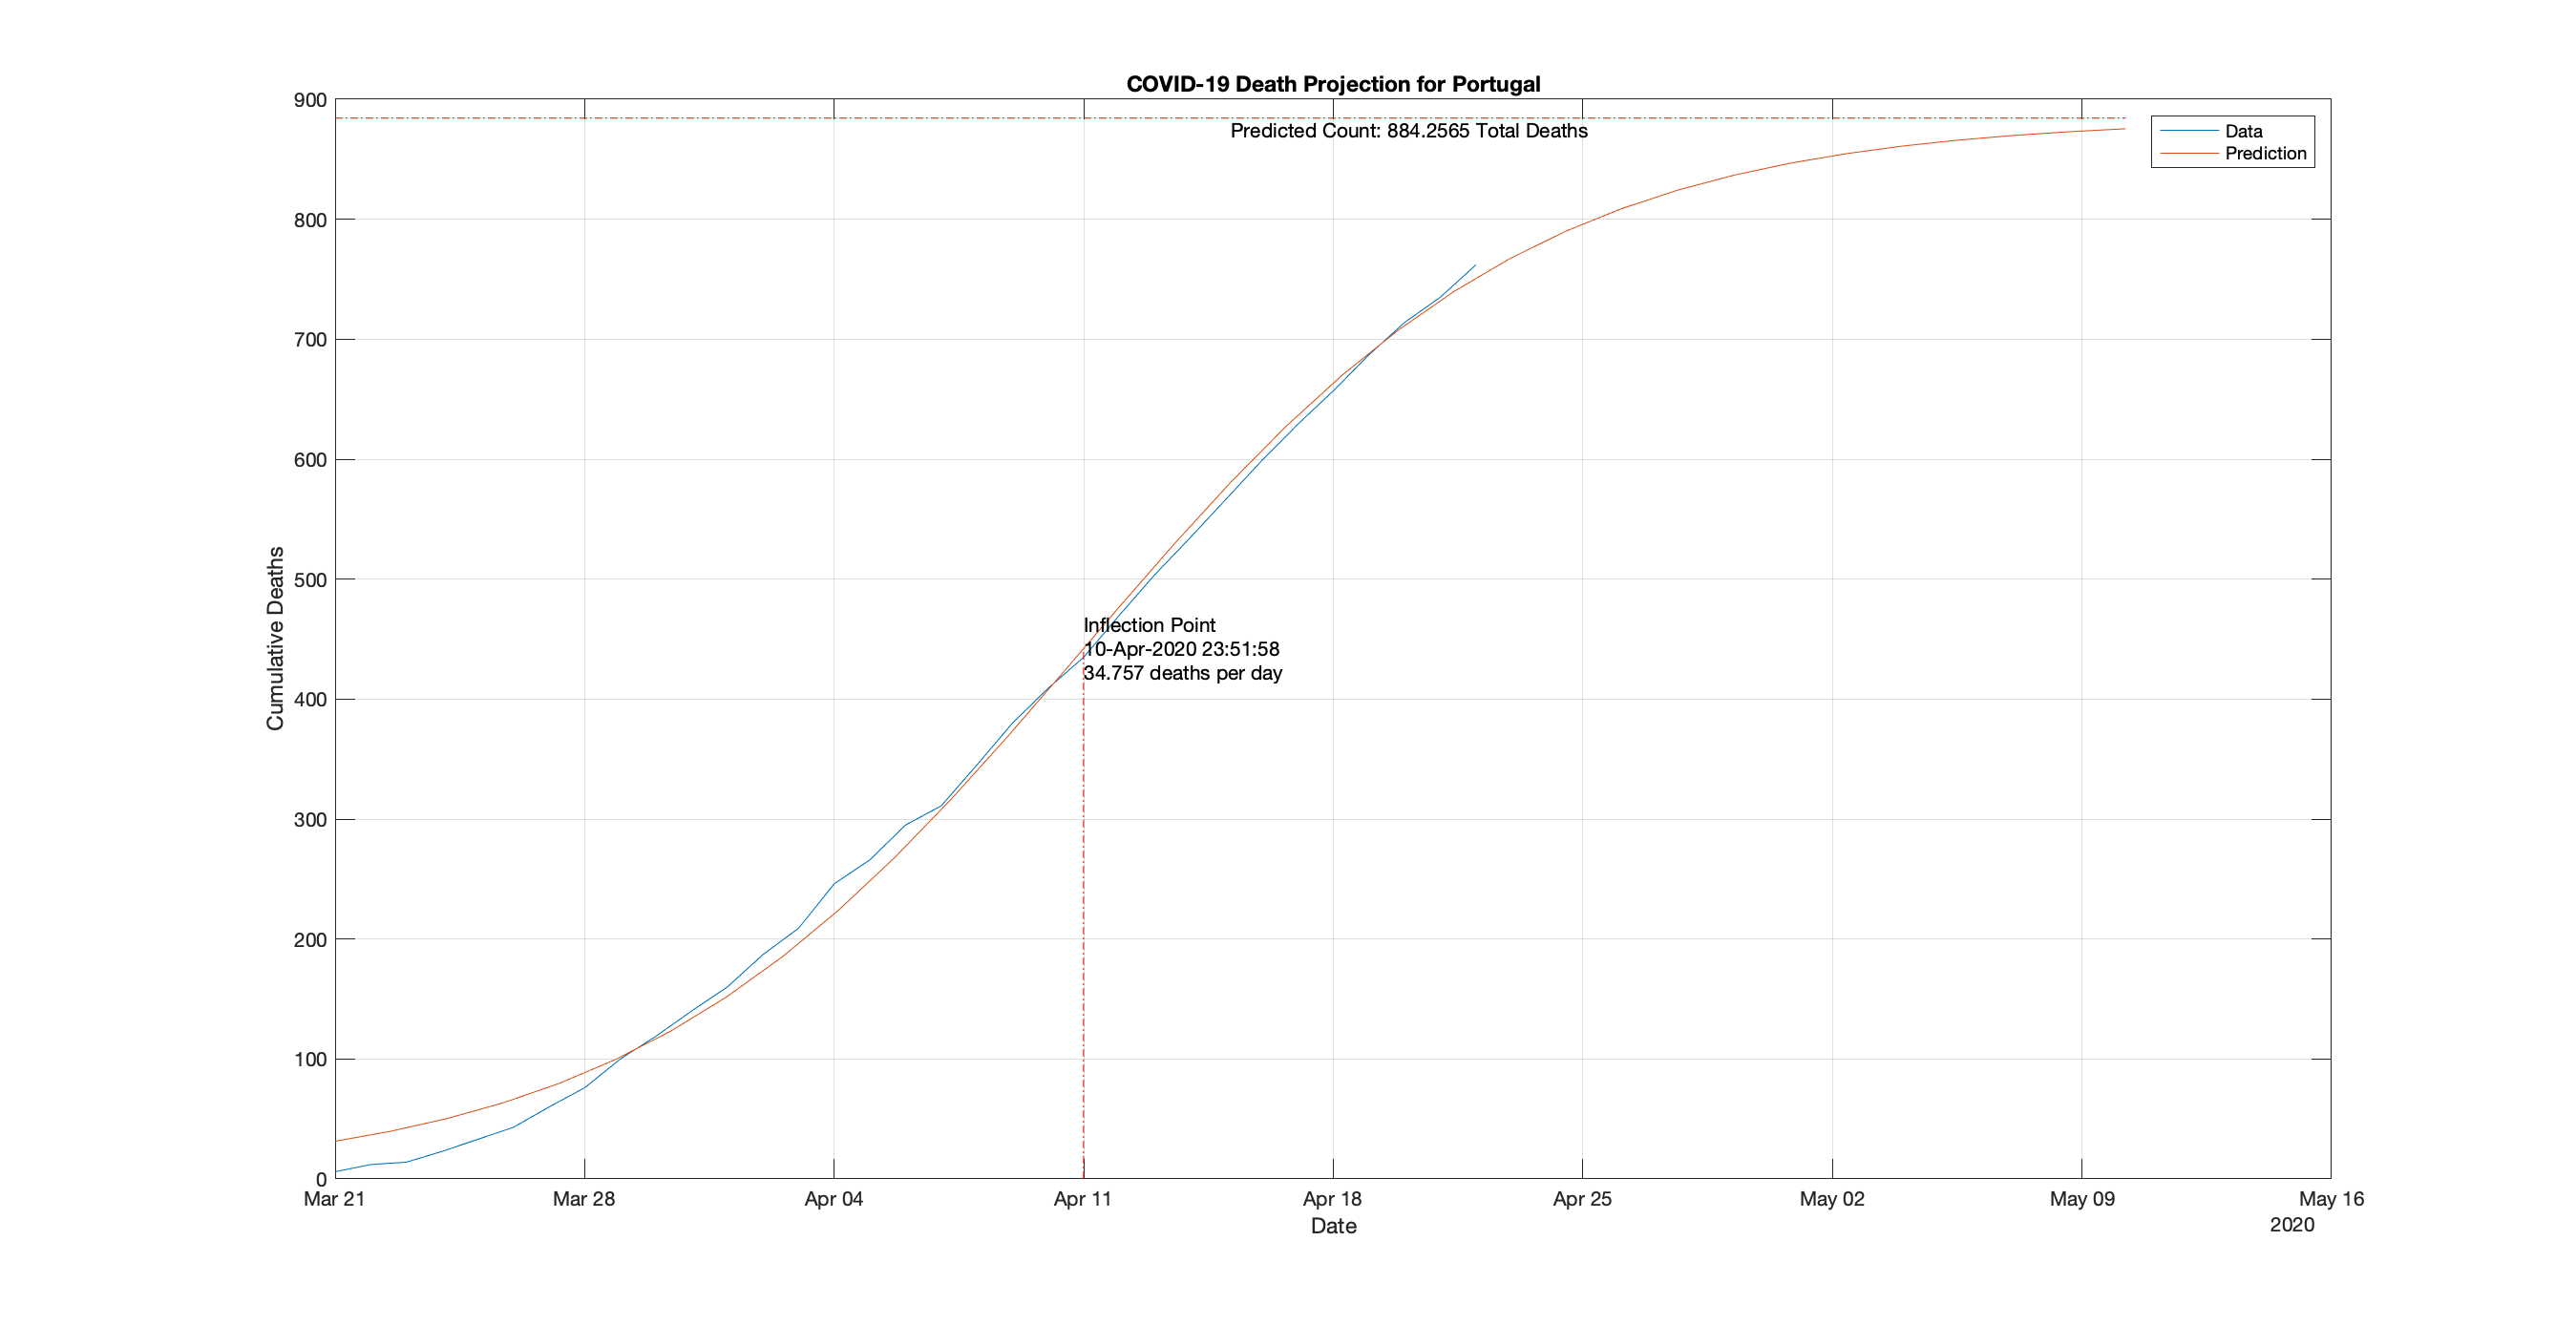 COVID-19 Death Projection for Portugal
900
Predicted Count: 884.2565 Total Deaths
Data
Prediction
800
700
600
500
Inflection Point
10-Apr-2020 23:51:58
34.757 deaths per day
400
300
200
100
0
Cumulative Deaths
Mar 21 Mar 28 Apr 04 Apr 11 Apr 18 Apr 25 May 02 May 09 May 16
Date
2020